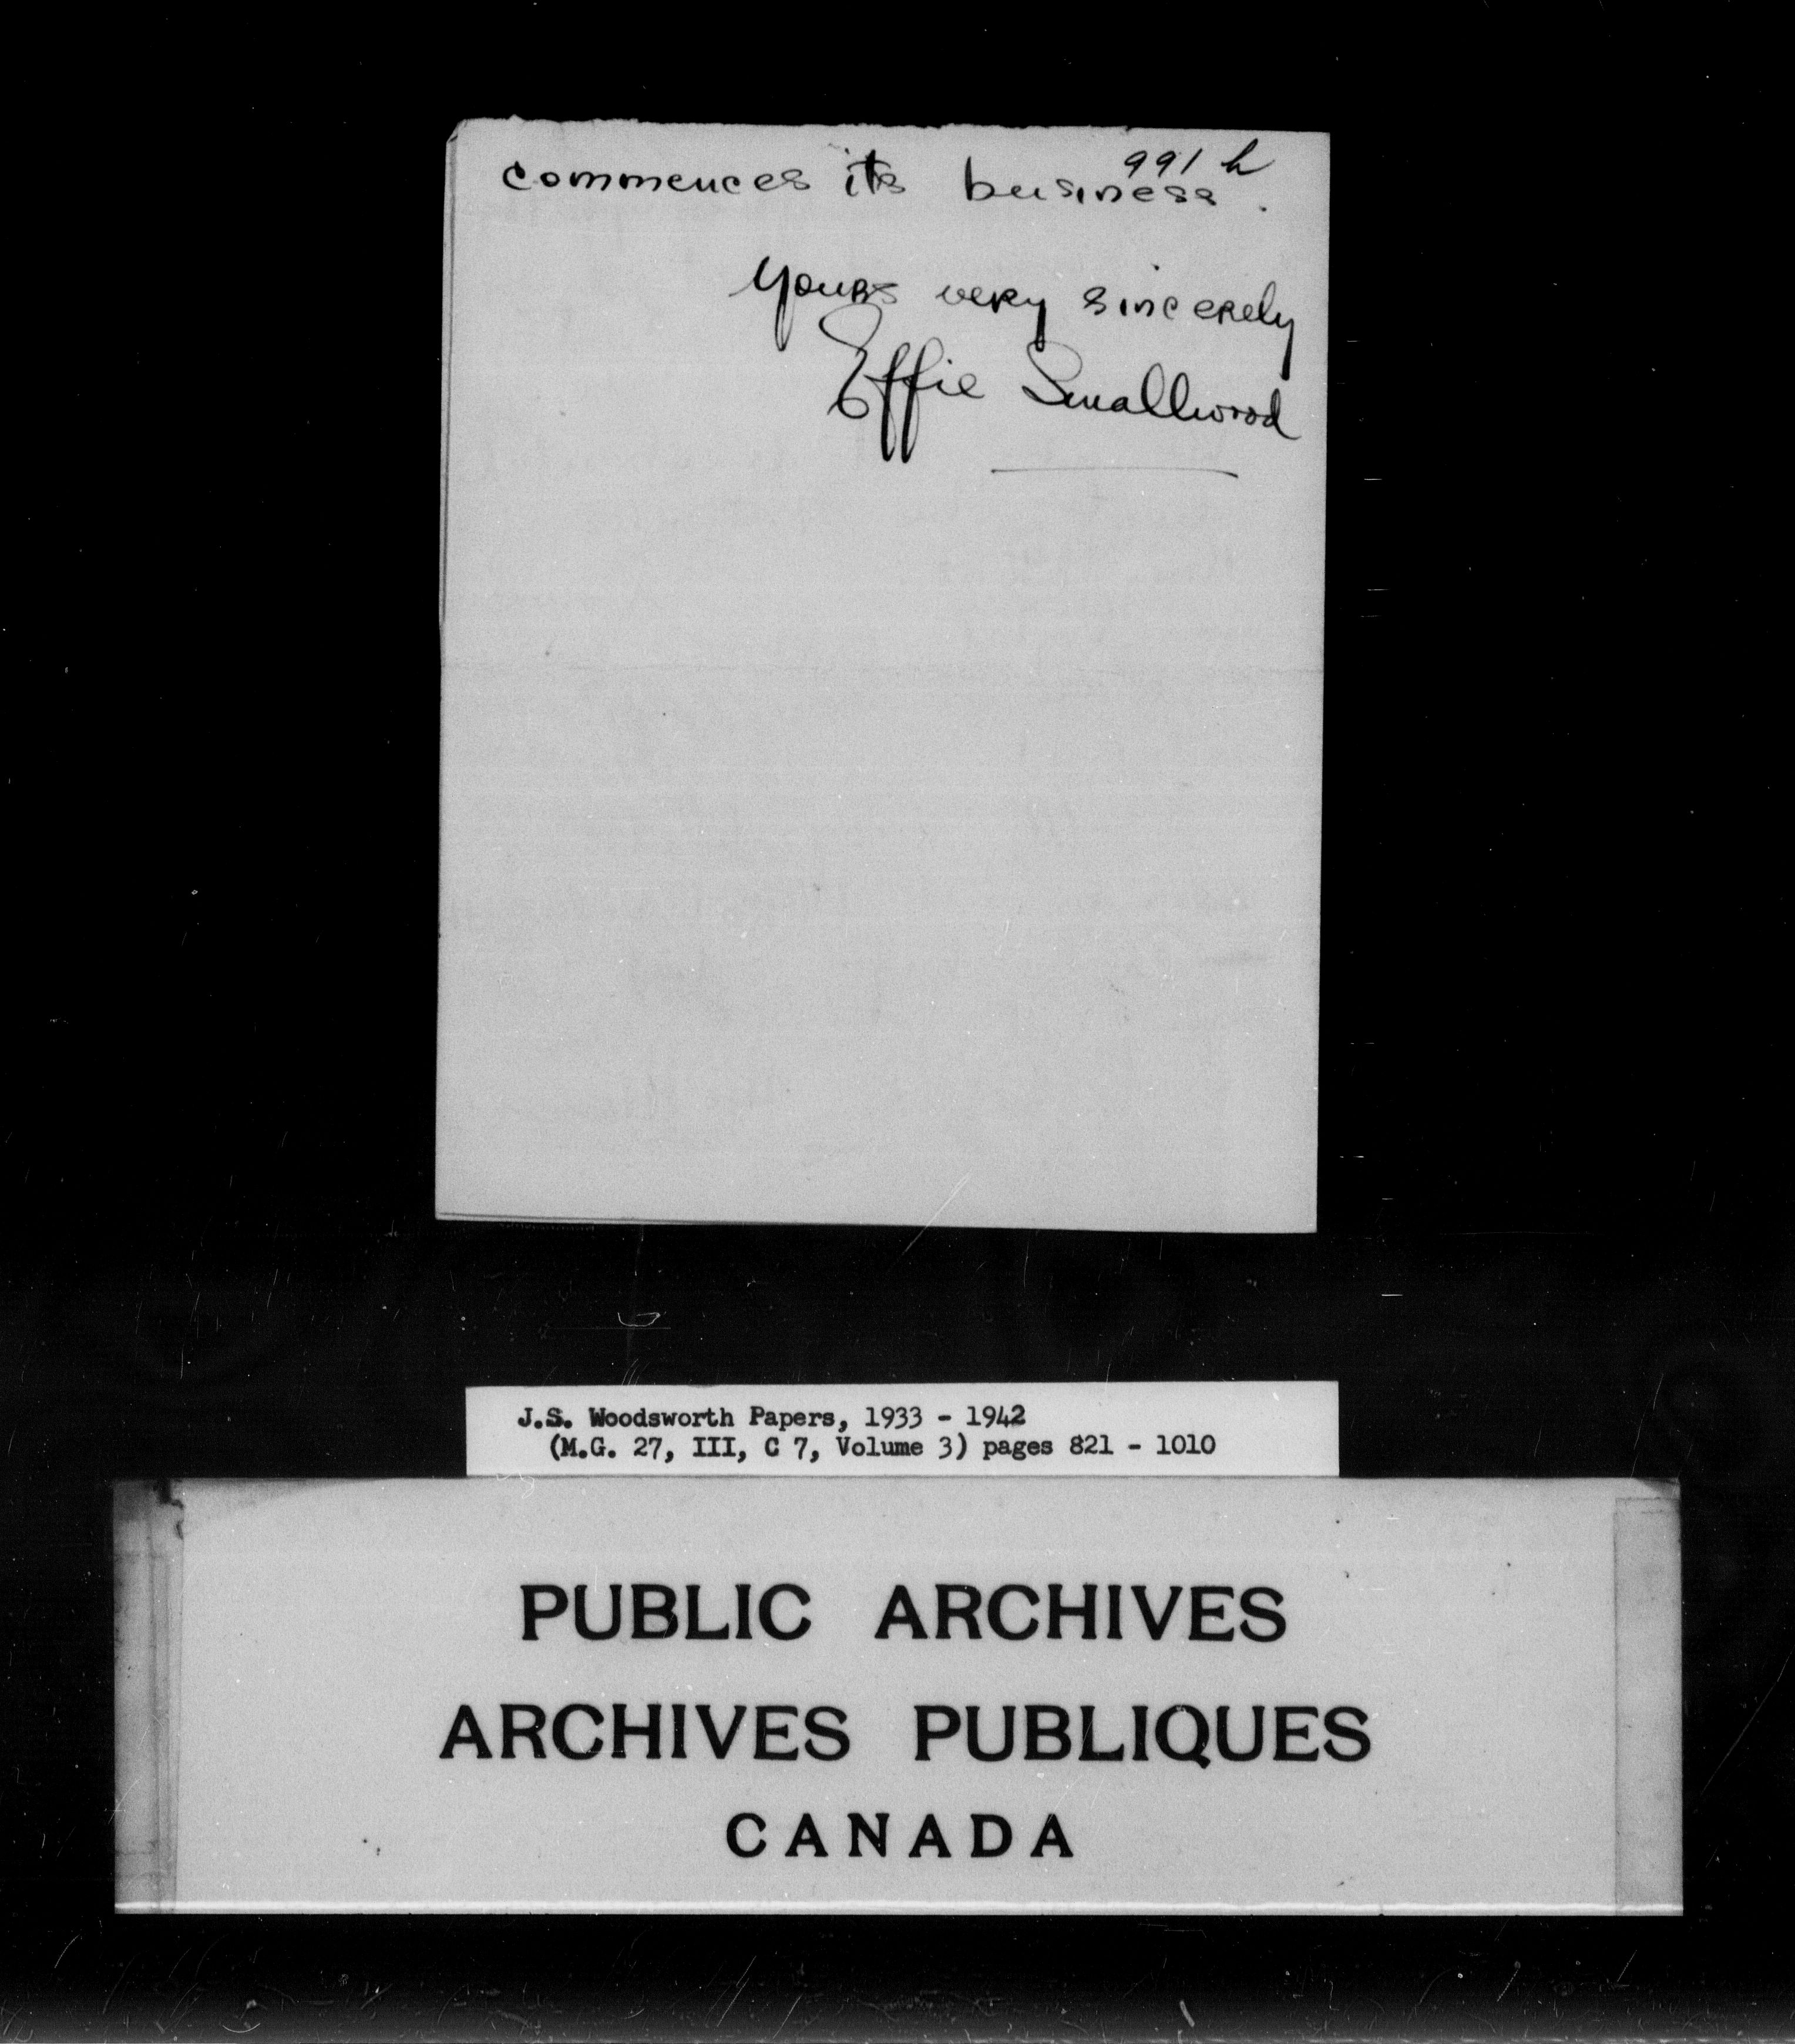 991 h
commences its business.
Yours very sincerely
Effie Smallwood
J.S. Woodsworth Papers, 1933 - 1942
(M.G. 27, III, C 7, Volume 3) pages 821 - 1010
PUBLIC ARCHIVES
ARCHIVES PUBLIQUES
CANADA